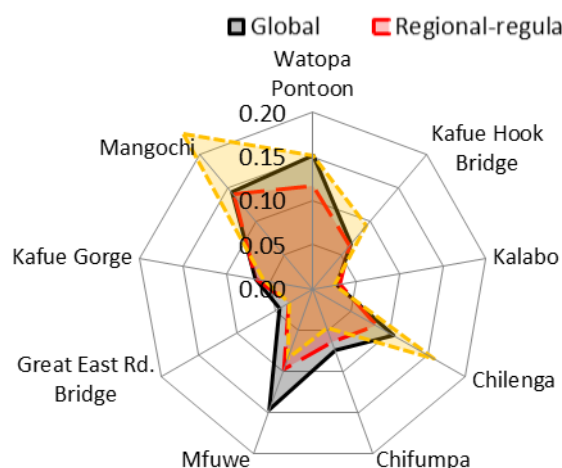 Global Regional-regula
Watopa
Pontoon
0.20
Kafue Hook
Bridge
0.15
Mangochi
0.10
Kafue Gorge
0.05
Kalabo
0.00
Great East Rd.
Bridge
Chilenga
Mfuwe
Chifumpa